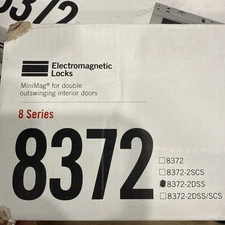 8372
Electromagnetic
Locks
MiniMag® for double
outswinging interior doors
8 Series
8372
8372
8372-2SCS
8372-2DSS
8372-2DSS/SCS